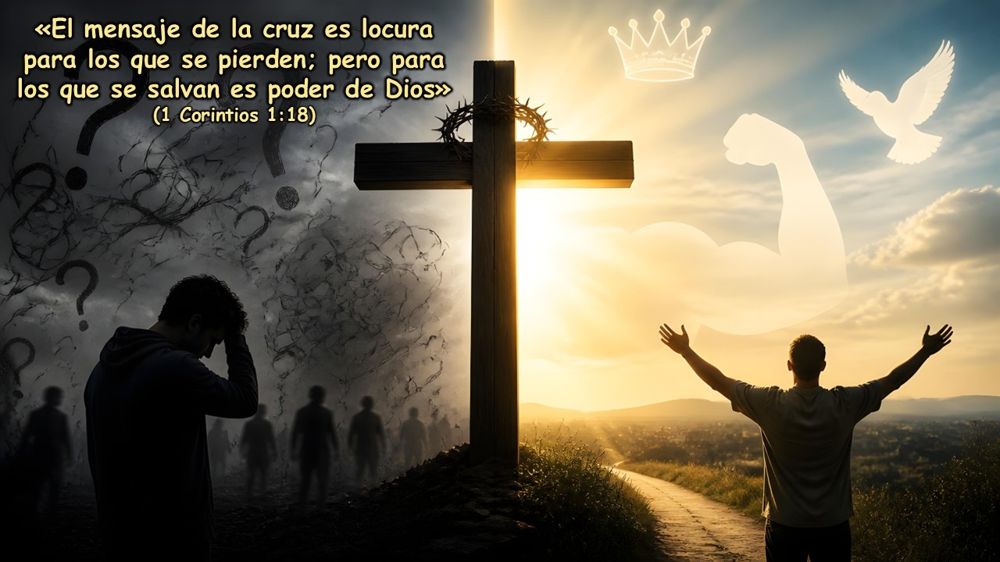 «El mensaje de la cruz es locura
para los que se pierden; pero para
los que se salvan es poder de Dios»
(1 Corintios 1:18)